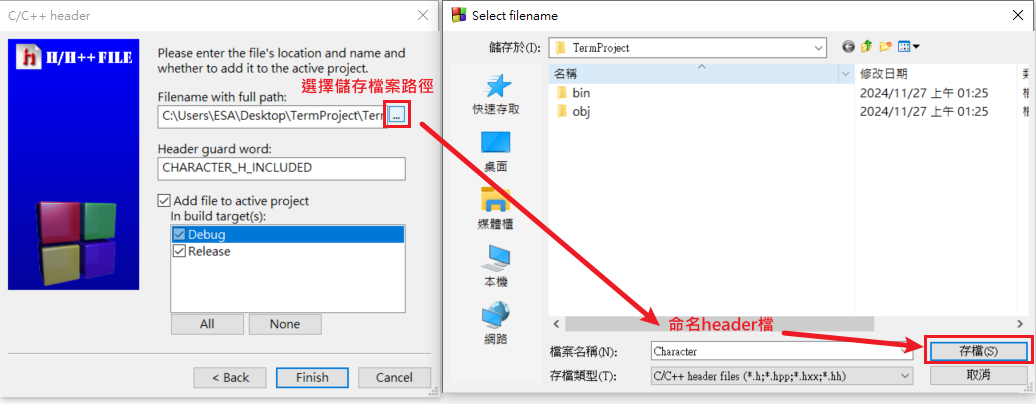 C/C++ header
H/H++ FILE
Please enter the file's location and name and
whether to add it to the active project.
選擇儲存檔案路徑
Filename with full path:
C:\Users\ESA\Desktop\TermProject\Ter
...
Header guard word:
CHARACTER_H_INCLUDED
Add file to active project
In build target(s):
Debug
Release
All
None
< Back
Finish
Cancel
Select filename
儲存於(I):
TermProject
名稱
修改日期
bin
2024/11/27 上午 01:25
obj
2024/11/27 上午 01:25
快速存取
桌面
媒體櫃
本機
網路
命名header檔
檔案名稱(N):
Character
存檔(S)
存檔類型(T):
C/C++ header files (*.h;*.hpp;*.hxx;*.hh)
取消